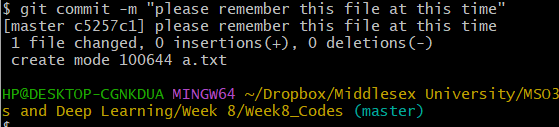 $ git commit -m "please remember this file at this time"
[master c5257c1] please remember this file at this time
 1 file changed, 0 insertions(+), 0 deletions(-)
 create mode 100644 a.txt
HP@DESKTOP-CGNKDUA MINGW64 ~/Dropbox/Middlesex University/MSO3
s and Deep Learning/Week 8/Week8_Codes (master)
$